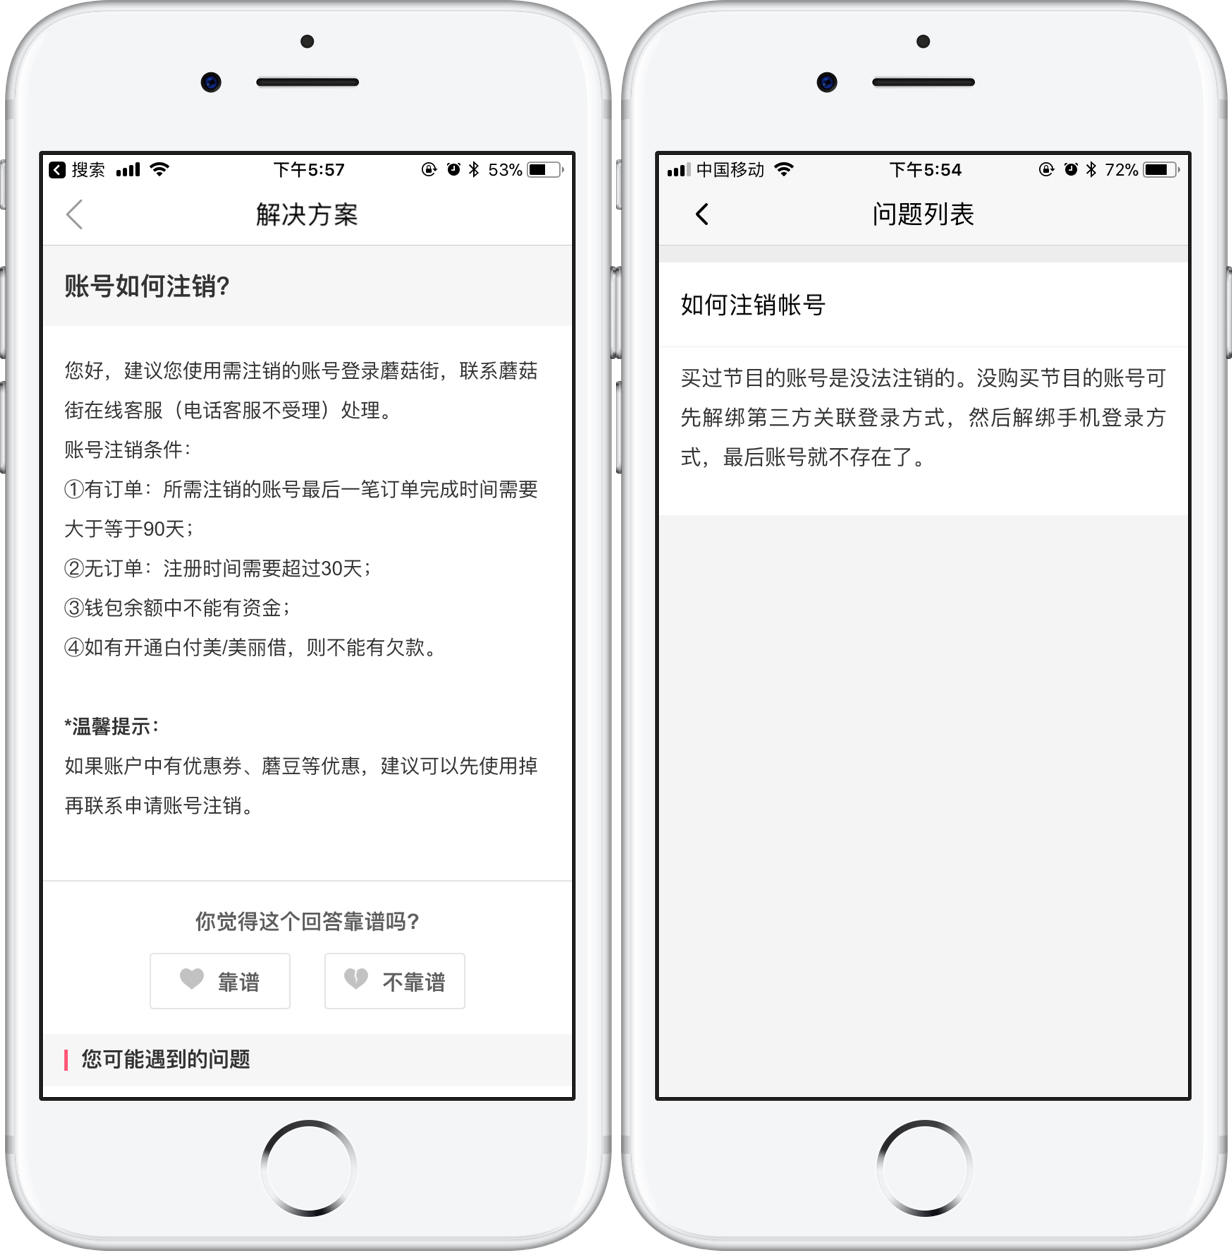 搜索
下午5:57
53%
解决方案
账号如何注销?
您好，建议您使用需注销的账号登录蘑菇街，联系蘑菇
街在线客服（电话客服不受理）处理。
账号注销条件：
①有订单：所需注销的账号最后一笔订单完成时间需要
大于等于90天；
②无订单：注册时间需要超过30天；
③钱包余额中不能有资金；
④如有开通白付美/美丽借，则不能有欠款。
*温馨提示：
如果账户中有优惠券、蘑豆等优惠，建议可以先使用掉
再联系申请账号注销。
你觉得这个回答靠谱吗?
靠谱
不靠谱
您可能遇到的问题
中国移动
下午5:54
72%
问题列表
如何注销帐号
买过节目的账号是没法注销的。没购买节目的账号可
先解绑第三方关联登录方式，然后解绑手机登录方
式，最后账号就不存在了。